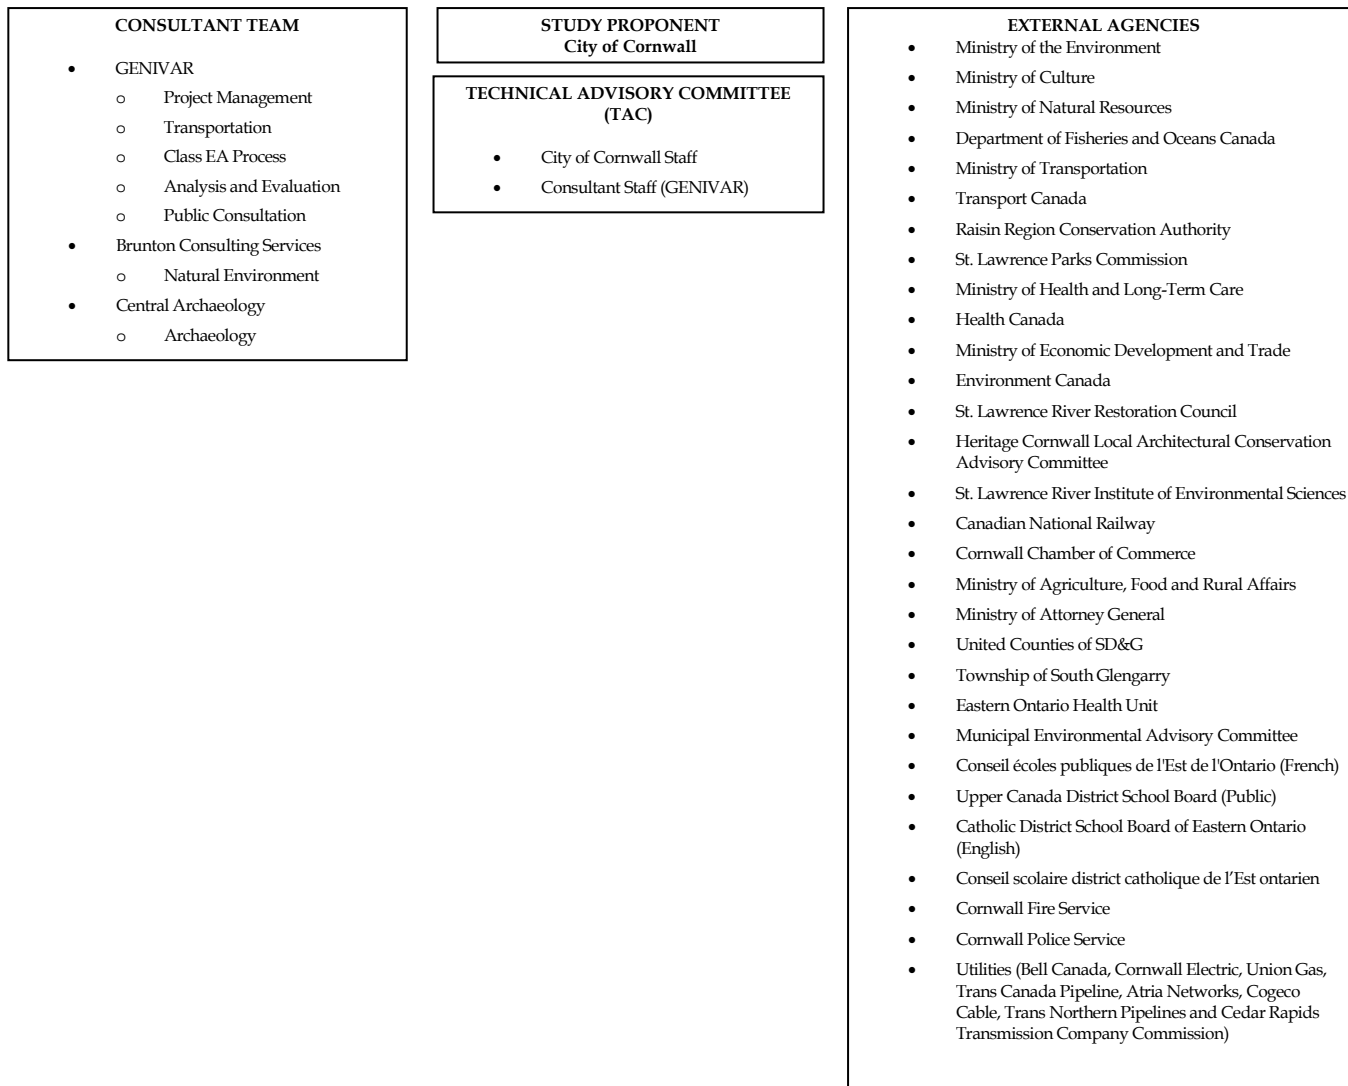 CONSULTANT TEAM
• GENIVAR
o Project Management
o Transportation
o Class EA Process
o Analysis and Evaluation
o Public Consultation
• Brunton Consulting Services
o Natural Environment
• Central Archaeology
o Archaeology
STUDY PROPONENT
City of Cornwall
TECHNICAL ADVISORY COMMITTEE
(TAC)
• City of Cornwall Staff
• Consultant Staff (GENIVAR)
EXTERNAL AGENCIES
• Ministry of the Environment
• Ministry of Culture
• Ministry of Natural Resources
• Department of Fisheries and Oceans Canada
• Ministry of Transportation
• Transport Canada
• Raisin Region Conservation Authority
• St. Lawrence Parks Commission
• Ministry of Health and Long-Term Care
• Health Canada
• Ministry of Economic Development and Trade
• Environment Canada
• St. Lawrence River Restoration Council
• Heritage Cornwall Local Architectural Conservation
Advisory Committee
• St. Lawrence River Institute of Environmental Sciences
• Canadian National Railway
• Cornwall Chamber of Commerce
• Ministry of Agriculture, Food and Rural Affairs
• Ministry of Attorney General
• United Counties of SD&G
• Township of South Glengarry
• Eastern Ontario Health Unit
• Municipal Environmental Advisory Committee
• Conseil écoles publiques de l'Est de l'Ontario (French)
• Upper Canada District School Board (Public)
• Catholic District School Board of Eastern Ontario
(English)
• Conseil scolaire district catholique de l’Est ontarien
• Cornwall Fire Service
• Cornwall Police Service
• Utilities (Bell Canada, Cornwall Electric, Union Gas,
Trans Canada Pipeline, Atria Networks, Cogeco
Cable, Trans Northern Pipelines and Cedar Rapids
Transmission Company Commission)